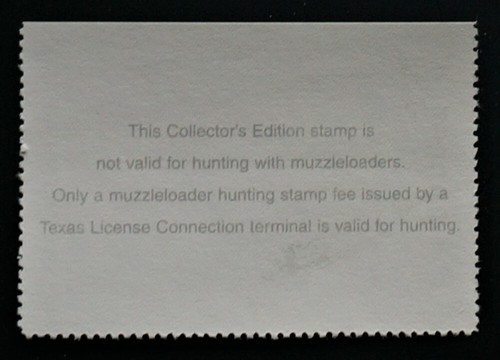 This Collector's Edition stamp is
not valid for hunting with muzzleloaders.
Only a muzzleloader hunting stamp fee issued by a
Texas License Connection terminal is valid for hunting.